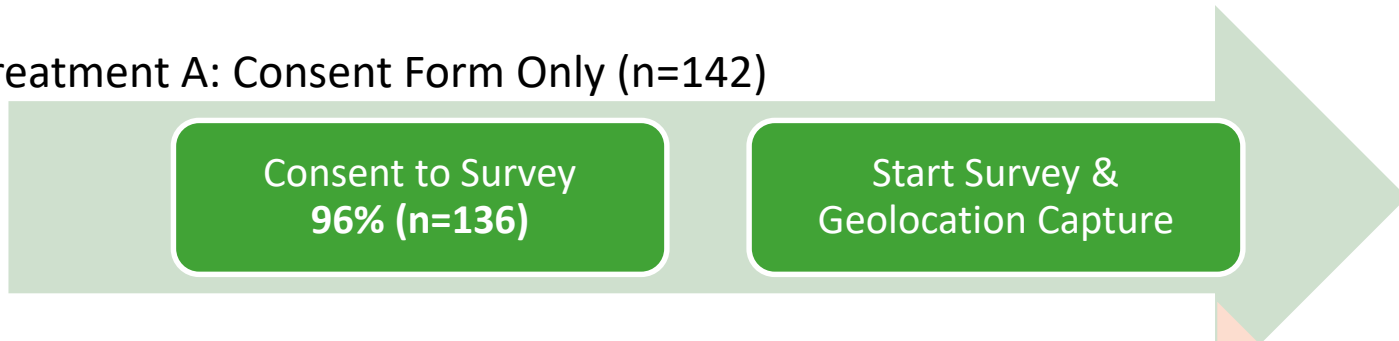 reatment A: Consent Form Only (n=142)
Consent to Survey
96% (n=136)
Start Survey &
Geolocation Capture